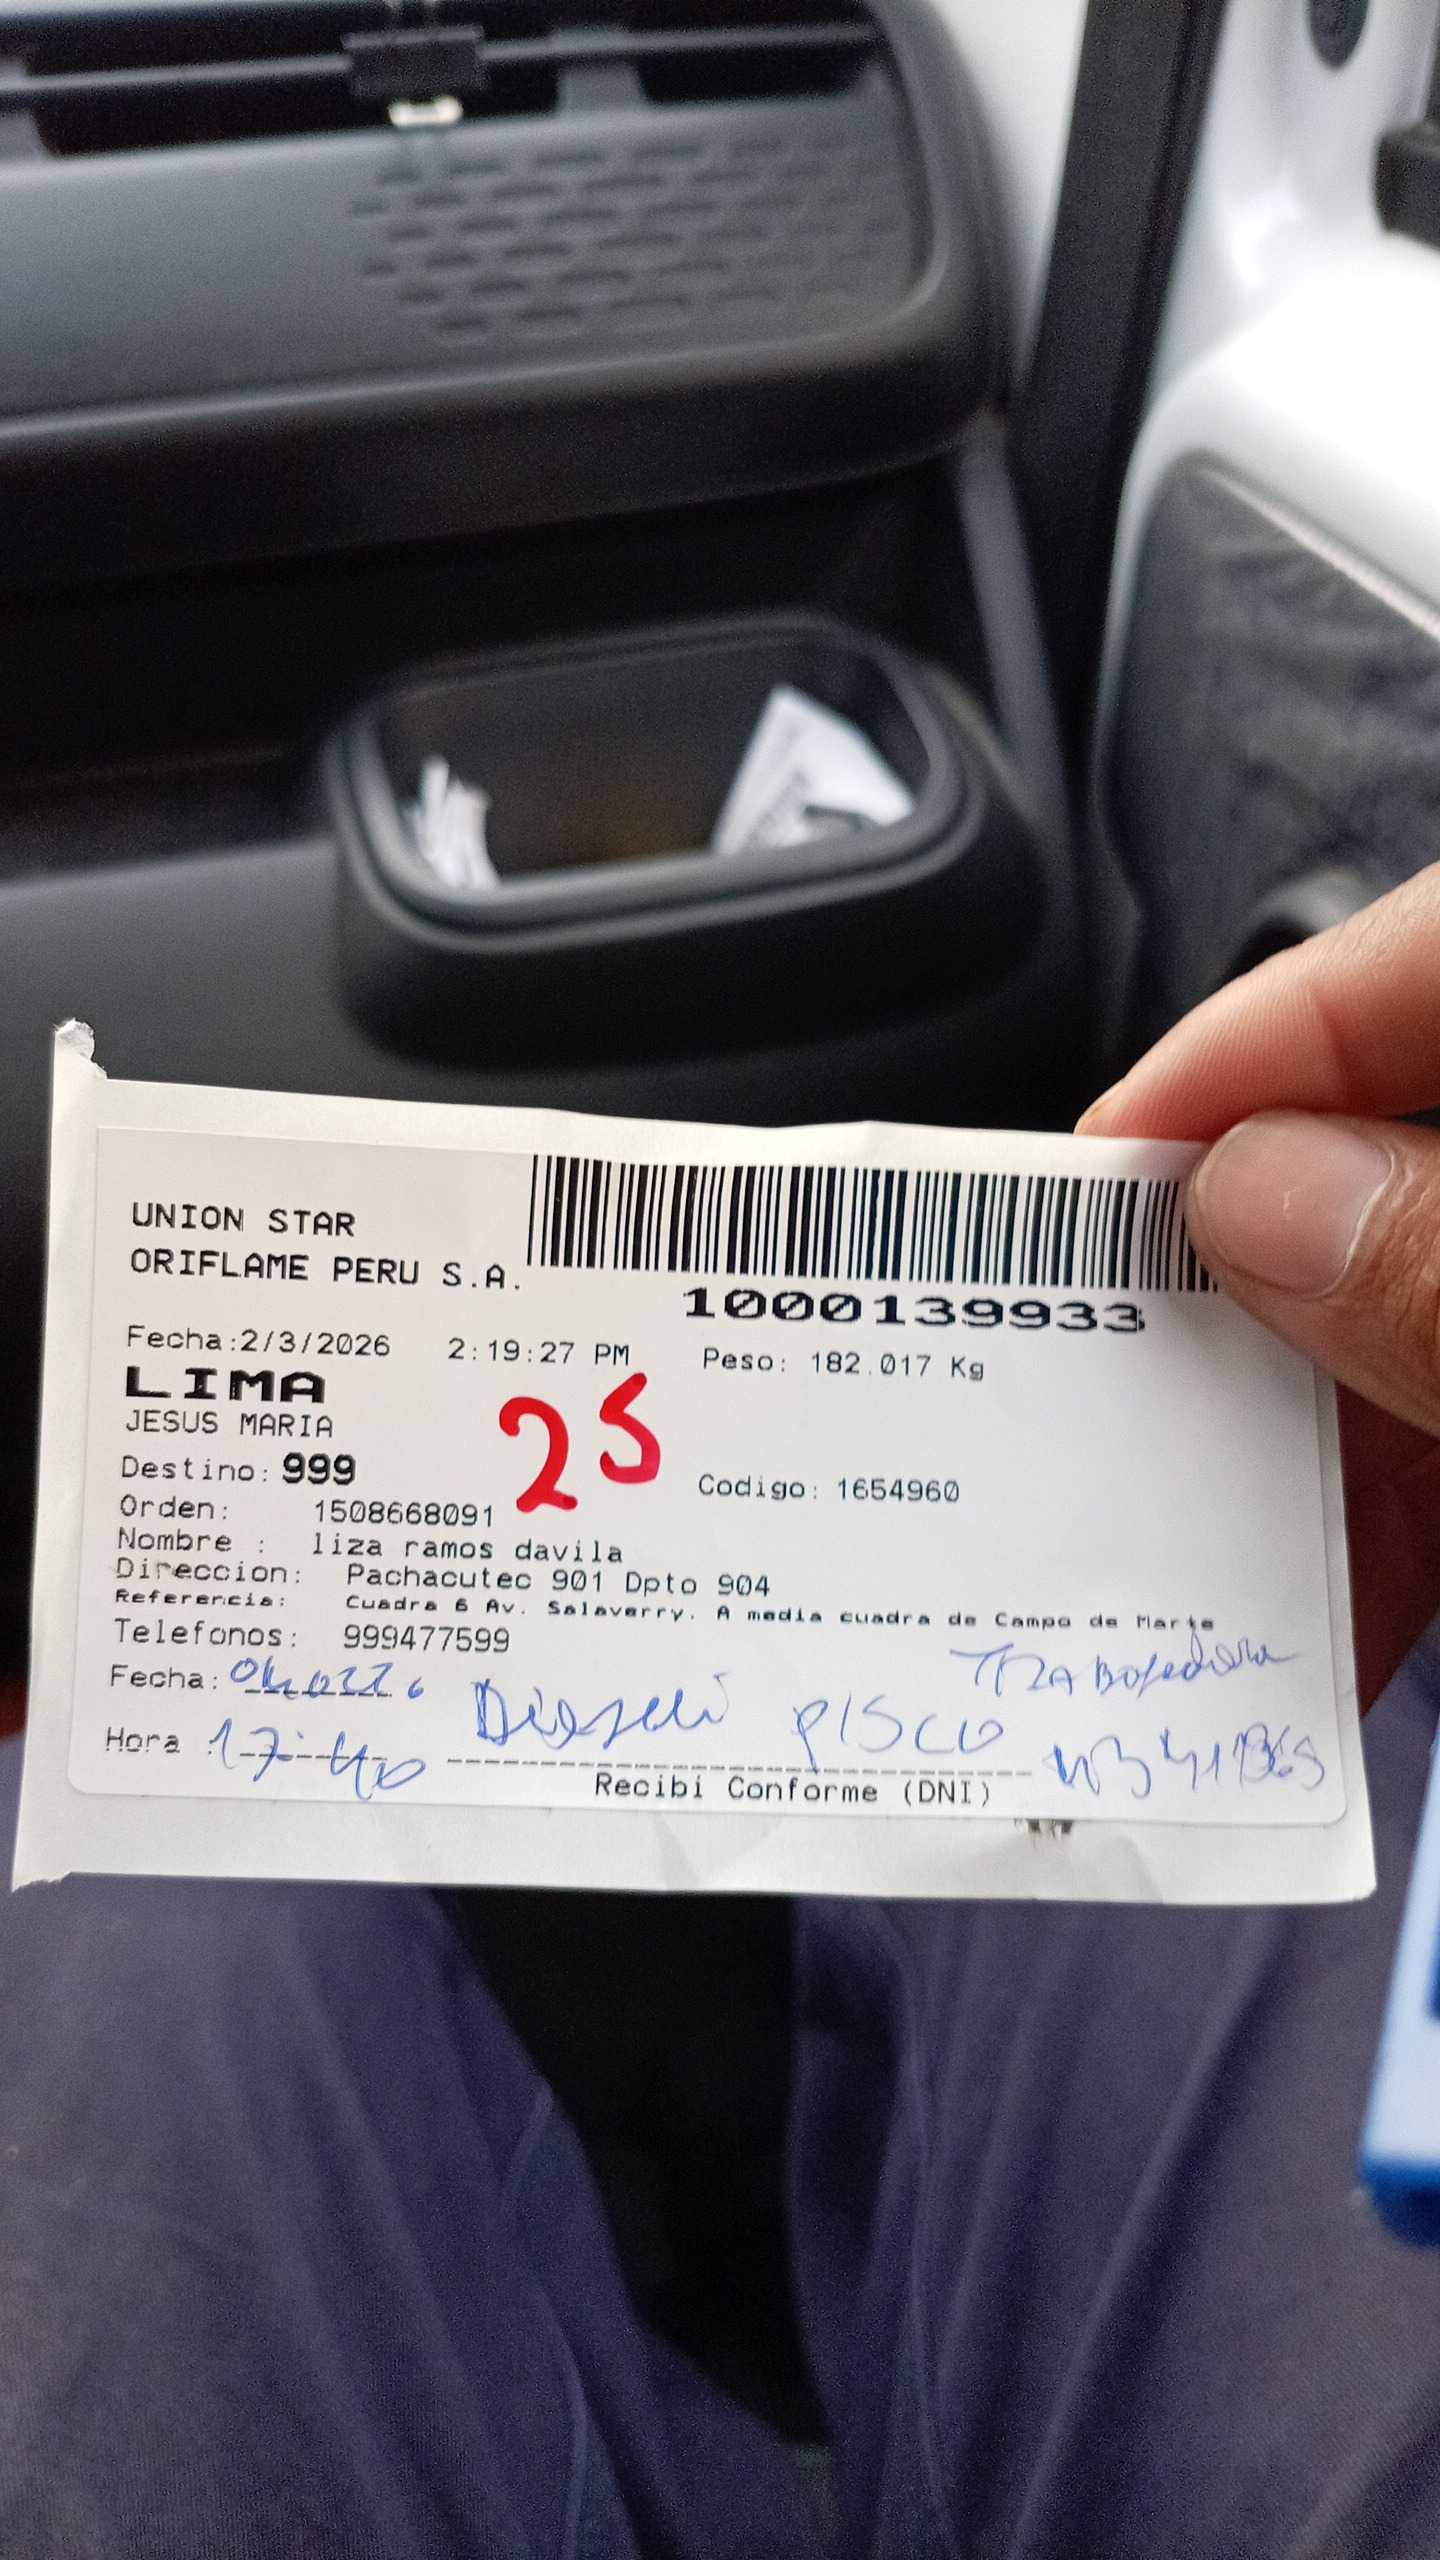 UNION STAR
ORIFLAME PERU S.A.
1000139933
Fecha:2/3/2026 2:19:27 PM Peso: 182.017 Kg
LIMA
JESUS MARIA
25
Destino: 999
Codigo: 1654960
Orden: 1508668091
Nombre : liza ramos davila
Direccion: Pachacutec 901 Dpto 904
Referencia: Cuadra 6 Av. Salaverry. A media cuadra de Campo de Marte
Telefonos: 999477599
Fecha:
Hora : 17:40 PISCO
Recibi Conforme (DNI)